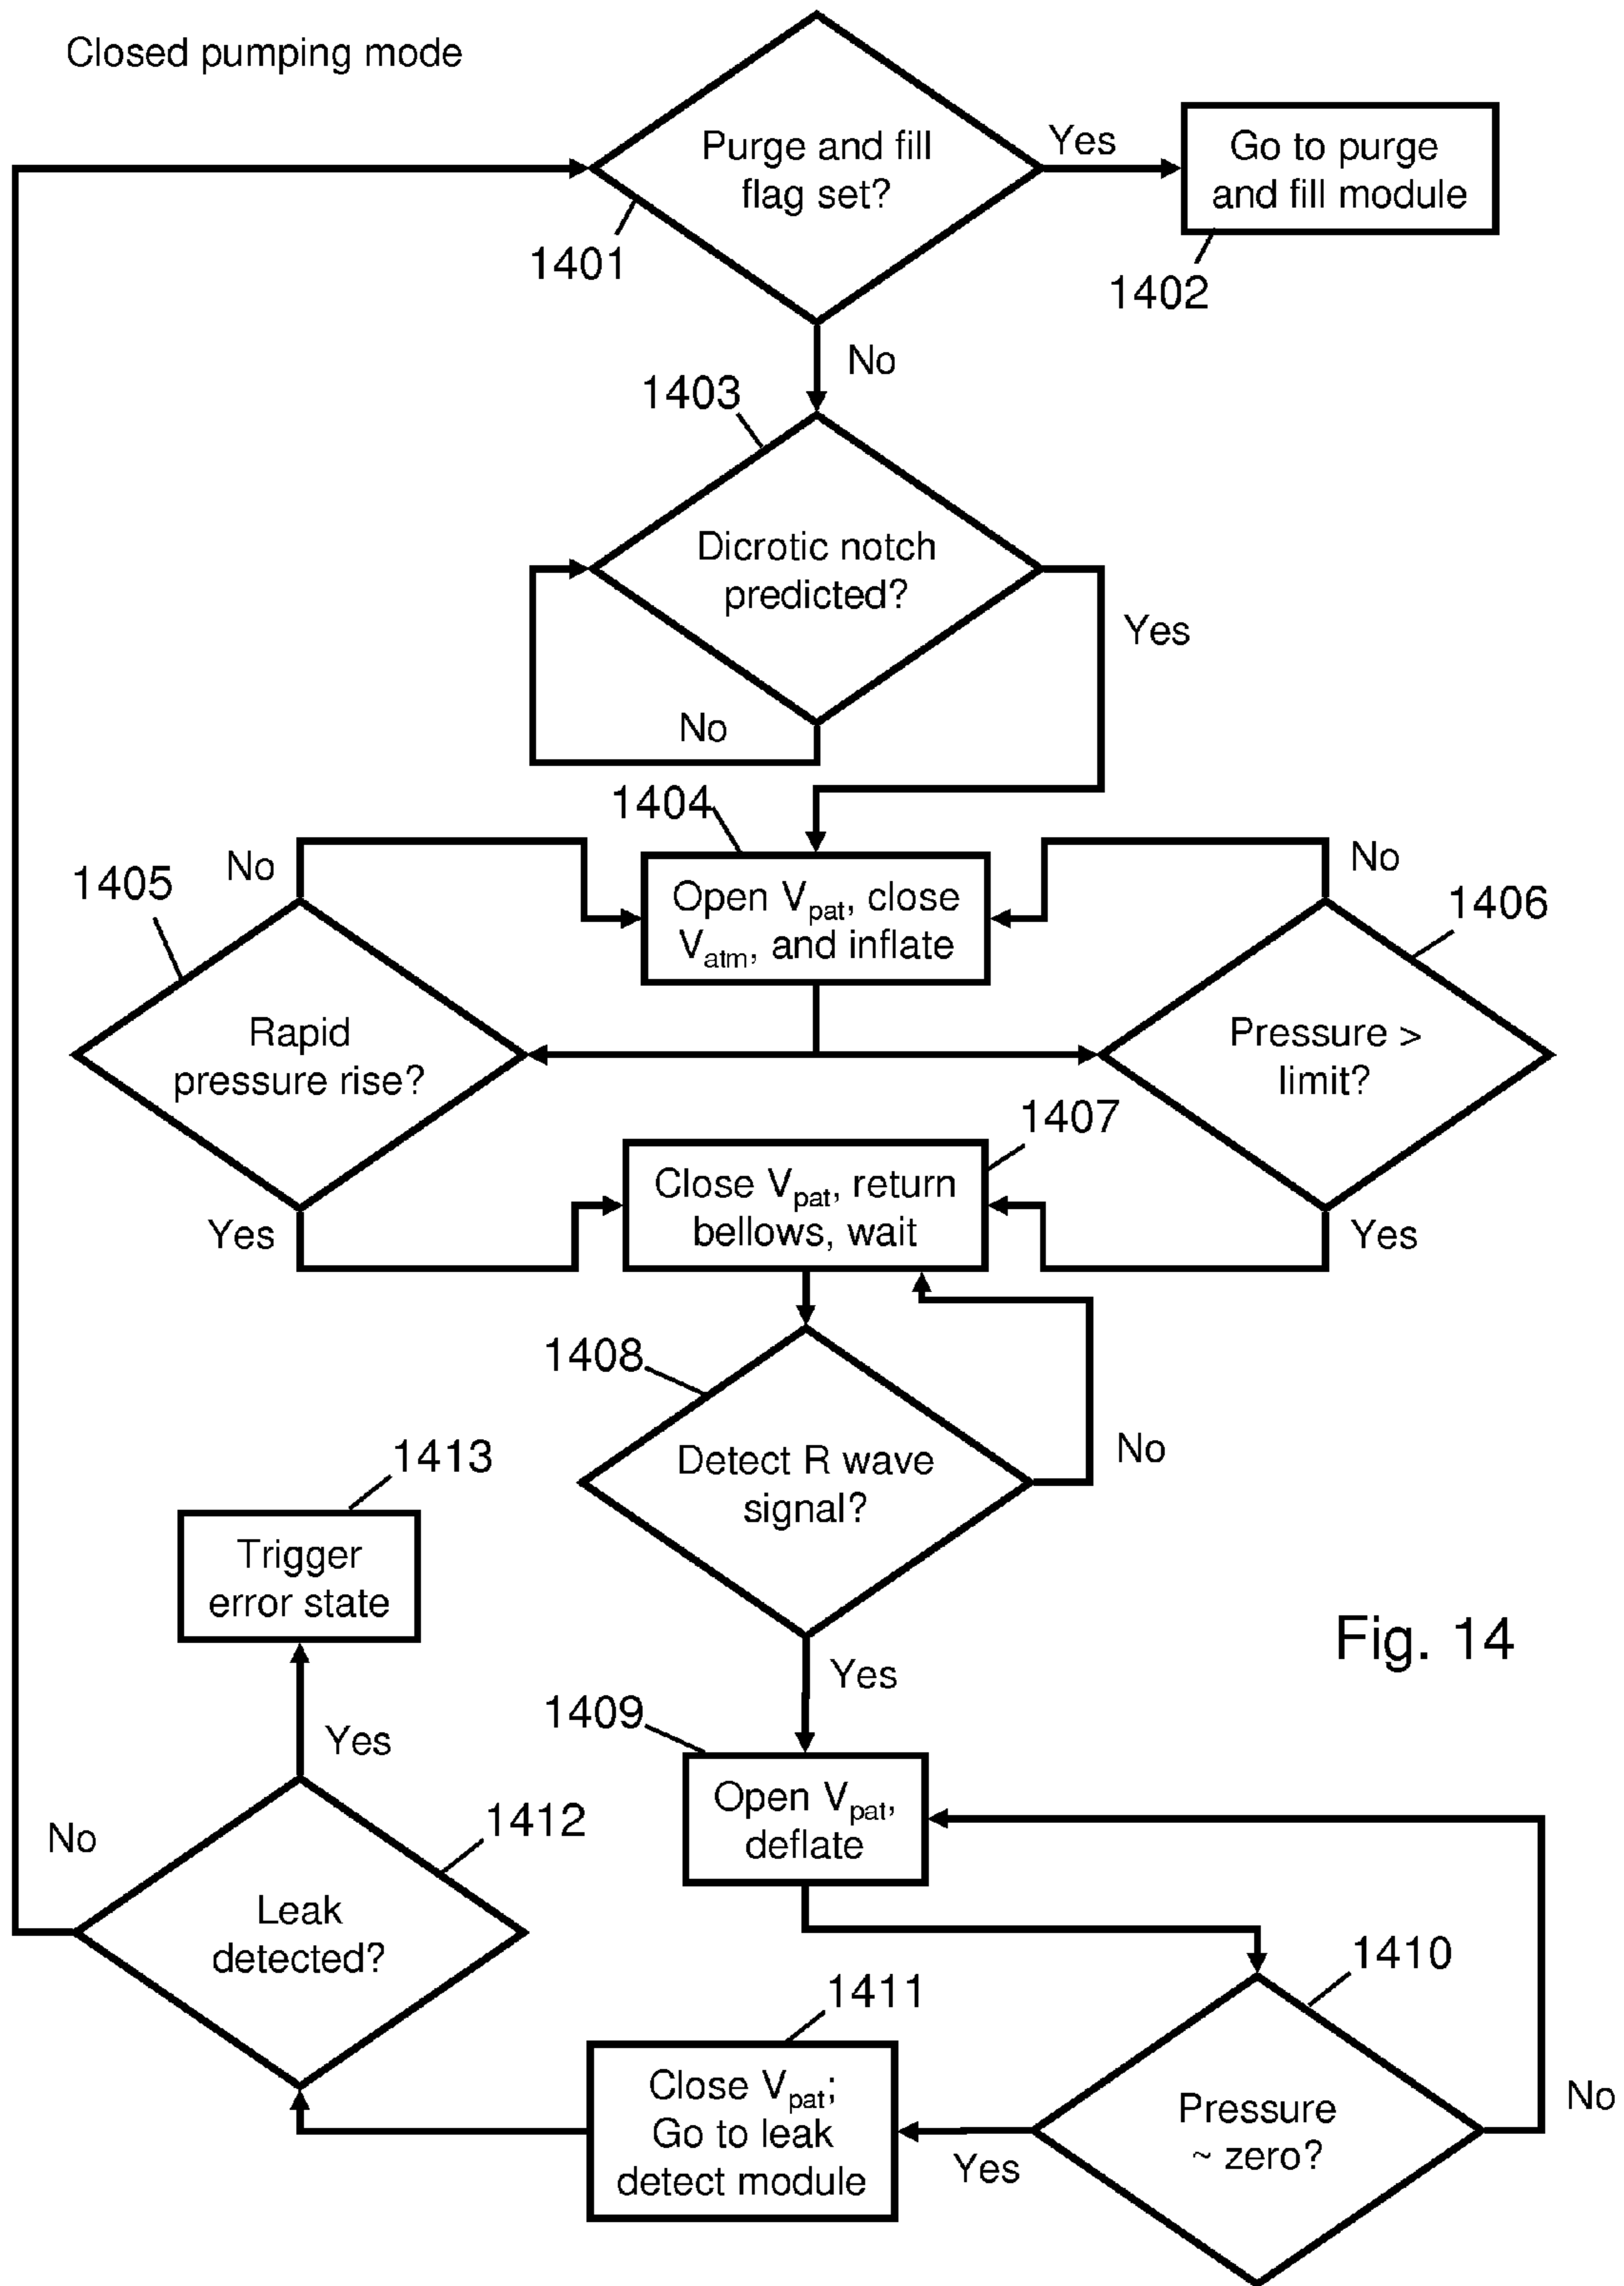 Closed pumping mode
Purge and fill
flag set?
Yes
Go to purge
and fill module
1401
1402
No
1403
Dicrotic notch
predicted?
Yes
No
1404
No
Open Vpat, close
Vatm, and inflate
No
1405
1406
Rapid
pressure rise?
Pressure >
limit?
1407
Close Vpat, return
bellows, wait
Yes
Yes
1408
Detect R wave
signal?
No
1413
Trigger
error state
Fig. 14
Yes
1409
Yes
Open Vpat,
deflate
No
1412
Leak
detected?
1410
1411
Close Vpat;
Go to leak
detect module
Yes
Pressure
~ zero?
No